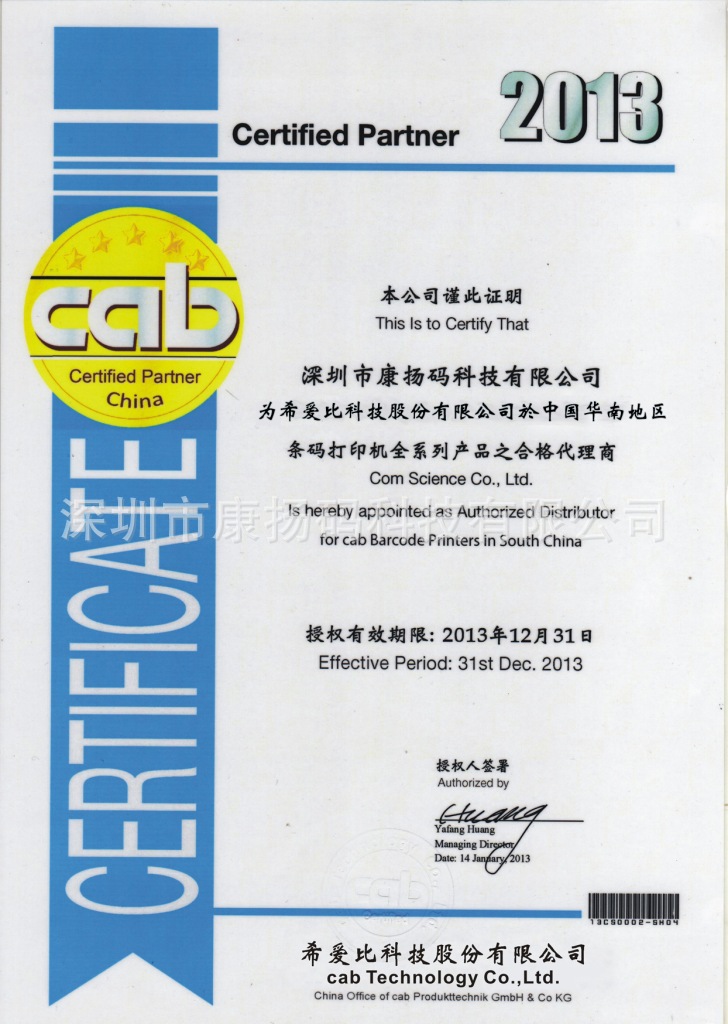 2013
Certified Partner
cab
Certified Partner
China
CERTIFICATE
本公司谨此证明
This Is to Certify That
深圳市康扬码科技有限公司
为希爱比科技股份有限公司於中国华南地区
条码打印机全系列产品之合格代理商
Com Science Co., Ltd.
Is hereby appointed as Authorized Distributor
for cab Barcode Printers in South China
深圳市康扬码科技有限公司
授权有效期限: 2013年12月31日
Effective Period: 31st Dec. 2013
授权人签署
Authorized by
Huang
Yafang Huang
Managing Director
Date: 14 January, 2013
13CS0002-SH04
希爱比科技股份有限公司
cab Technology Co.,Ltd.
China Office of cab Produkttechnik GmbH & Co KG